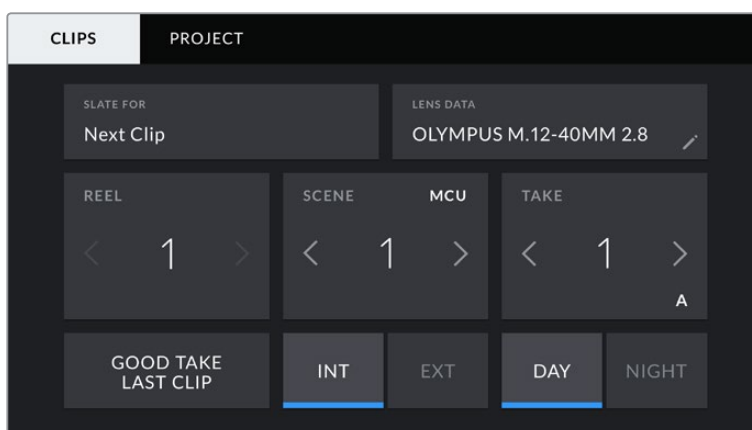 CLIPS PROJECT
SLATE FOR LENS DATA
Next Clip OLYMPUS M.12-40MM 2.8
REEL SCENE MCU TAKE
1 1 1
A
GOOD TAKE
LAST CLIP
INT EXT DAY NIGHT